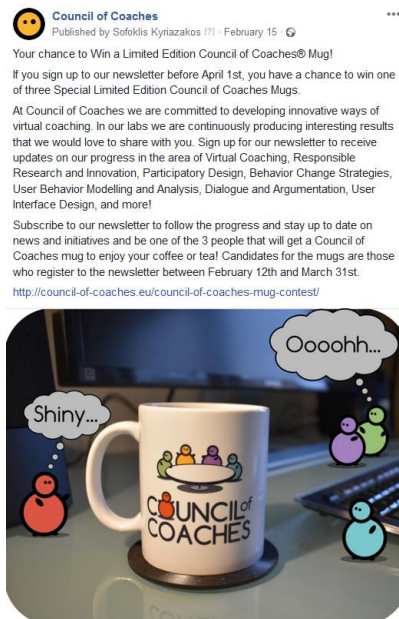 Council of Coaches
Published by Sofoklis Kyriazakos [?] · February 15 ·
Your chance to Win a Limited Edition Council of Coaches® Mug!
If you sign up to our newsletter before April 1st, you have a chance to win one
of three Special Limited Edition Council of Coaches Mugs.
At Council of Coaches we are committed to developing innovative ways of
virtual coaching. In our labs we are continuously producing interesting results
that we would love to share with you. Sign up for our newsletter to receive
updates on our progress in the area of Virtual Coaching, Responsible
Research and Innovation, Participatory Design, Behavior Change Strategies,
User Behavior Modelling and Analysis, Dialogue and Argumentation, User
Interface Design, and more!
Subscribe to our newsletter to follow the progress and stay up to date on
news and initiatives and be one of the 3 people that will get a Council of
Coaches mug to enjoy your coffee or tea! Candidates for the mugs are those
who register to the newsletter between February 12th and March 31st.
http://council-of-coaches.eu/council-of-coaches-mug-contest/
Oooohh...
Shiny...
COUNCIL of
COACHES